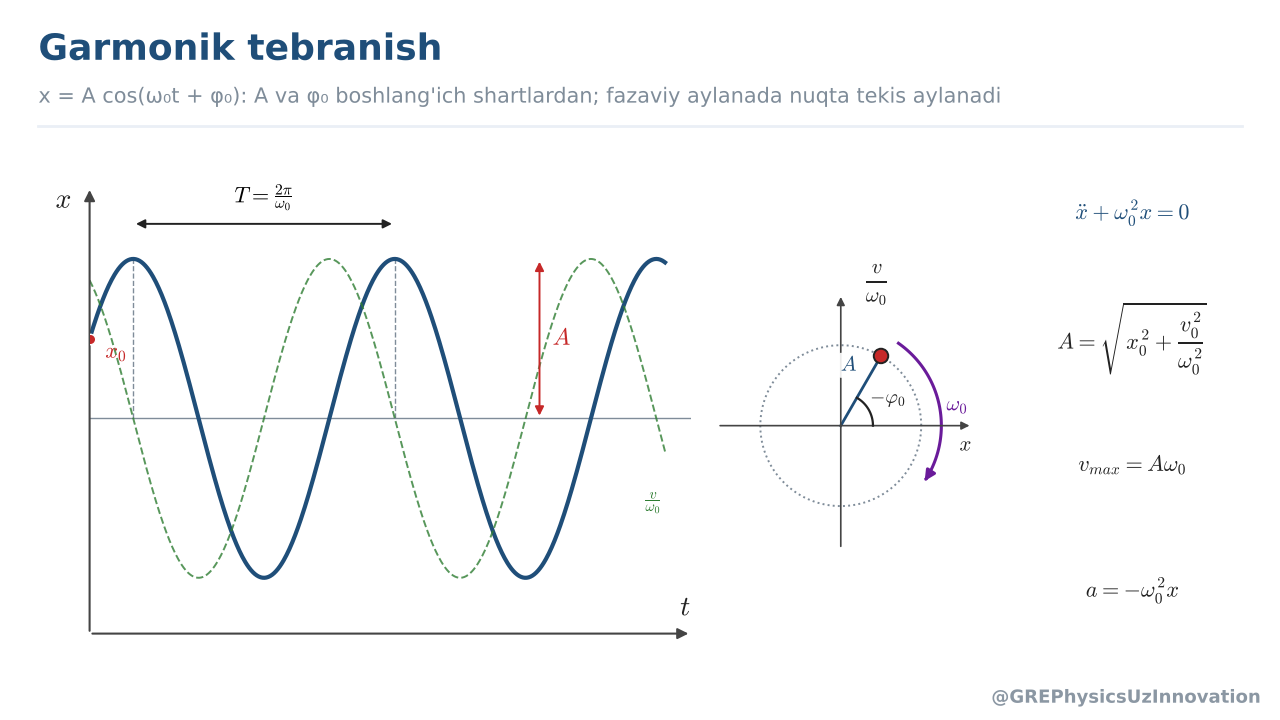 Garmonik tebranish
x = A cos(ω₀t + φ₀): A va φ₀ boshlang'ich shartlardan; fazaviy aylanada nuqta tekis aylanadi
x
T = 2π/ω₀
x₀
A
v/ω₀
t
v/ω₀
A
−φ₀
ω₀
x
ẍ + ω₀²x = 0
A = √(x₀² + v₀²/ω₀²)
vₘₐₓ = Aω₀
a = −ω₀²x
@GREPhysicsUzInnovation